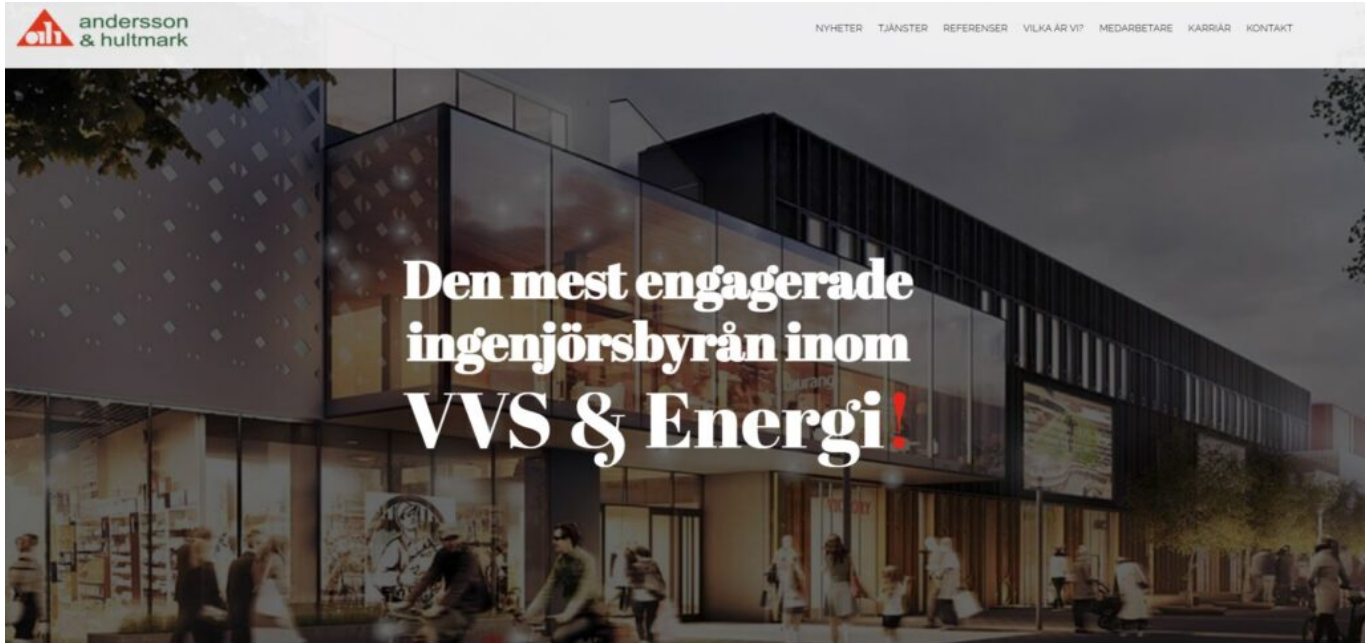 andersson
& hultmark
NYHETER TJÄNSTER REFERENSER VILKA ÄR VI? MEDARBETARE KARRIÄR KONTAKT
Den mest engagerade
ingenjörsbyrån inom
VVS & Energi!